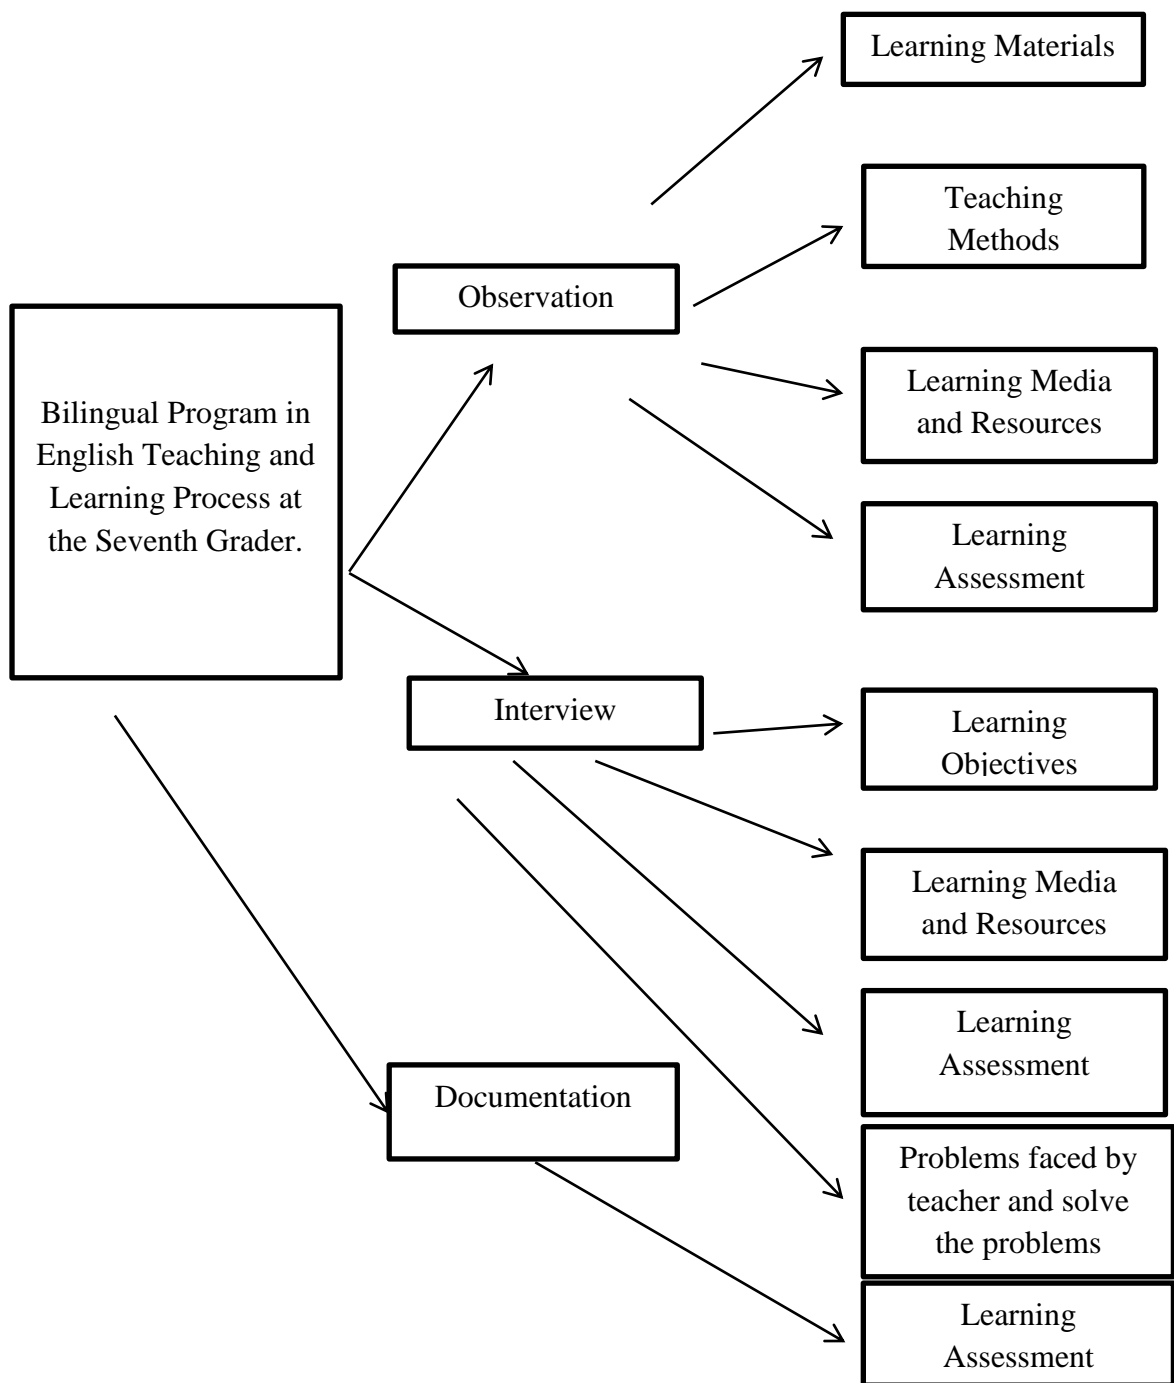 Learning Materials
Teaching
Methods
Observation
Learning Media
and Resources
Bilingual Program in
English Teaching and
Learning Process at
the Seventh Grader.
Learning
Assessment
Interview
Learning
Objectives
Learning Media
and Resources
Learning
Assessment
Documentation
Problems faced by
teacher and solve
the problems
Learning
Assessment